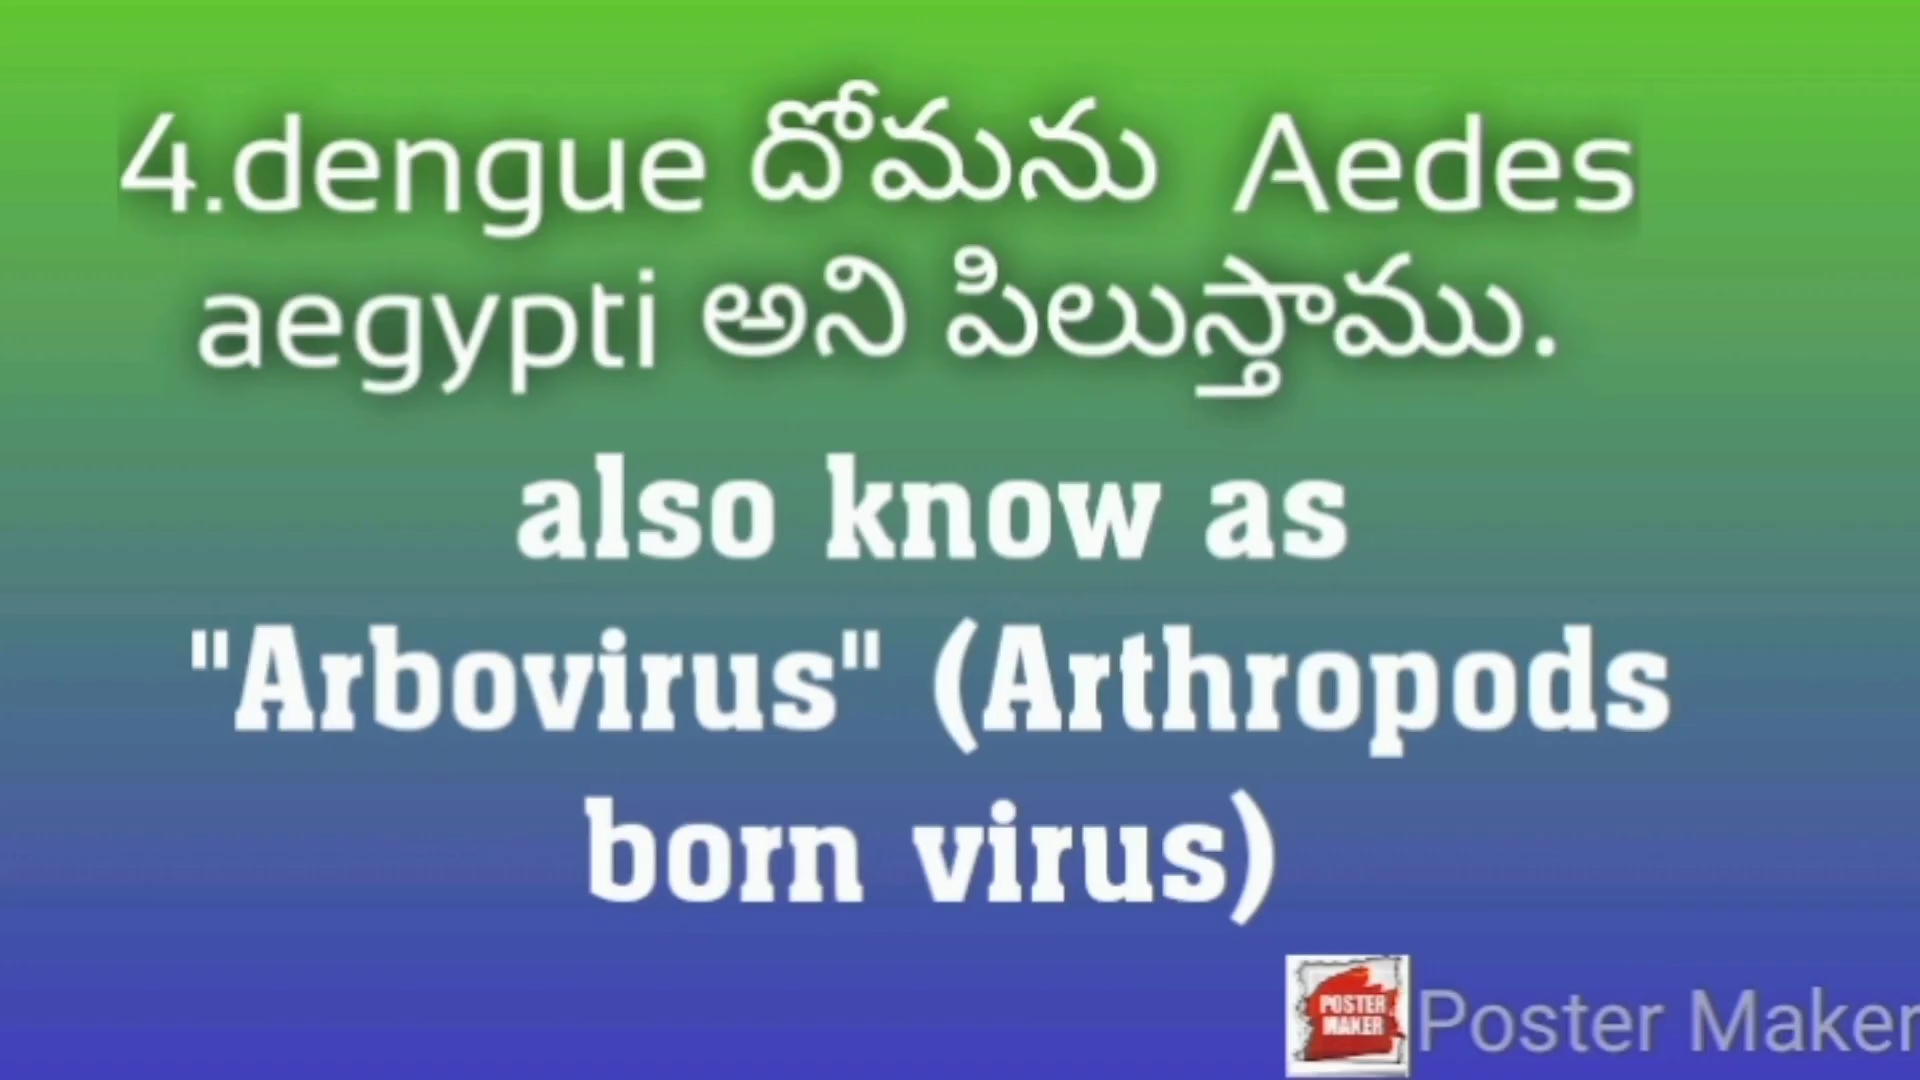 4.dengue దోమను Aedes
aegypti అని పిలుస్తాము.
also know as
"Arbovirus" (Arthropods
born virus)
POSTER
MAKER
Poster Maker